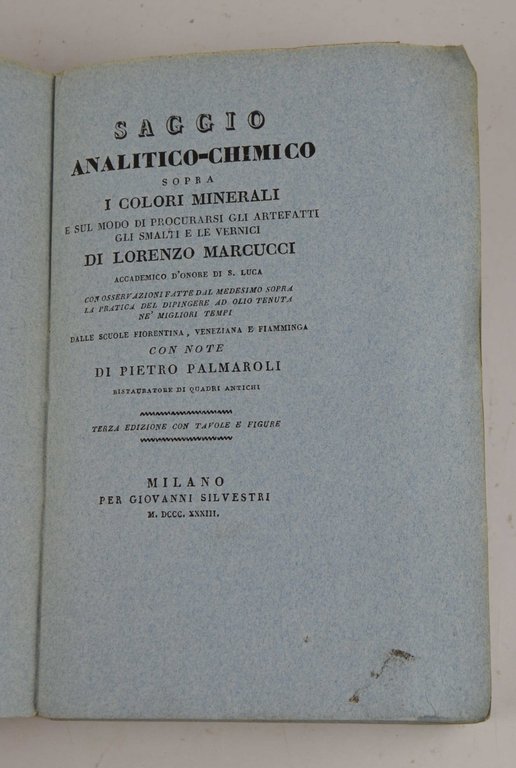 SAGGIO
ANALITICO-CHIMICO
SOPRA
I COLORI MINERALI
E SUL MODO DI PROCURARSI GLI ARTEFATTI
GLI SMALTI E LE VERNICI
DI LORENZO MARCUCCI
ACCADEMICO D'ONORE DI S. LUCA
CON OSSERVAZIONI FATTE DAL MEDESIMO SOPRA
LA PRATICA DEL DIPINGERE AD OLIO TENUTA
NE' MIGLIORI TEMPI
DALLE SCUOLE FIORENTINA, VENEZIANA E FIAMMINGA
CON NOTE
DI PIETRO PALMAROLI
RISTAURATORE DI QUADRI ANTICHI
TERZA EDIZIONE CON TAVOLE E FIGURE
MILANO
PER GIOVANNI SILVESTRI
M. DCCC. XXXIII.